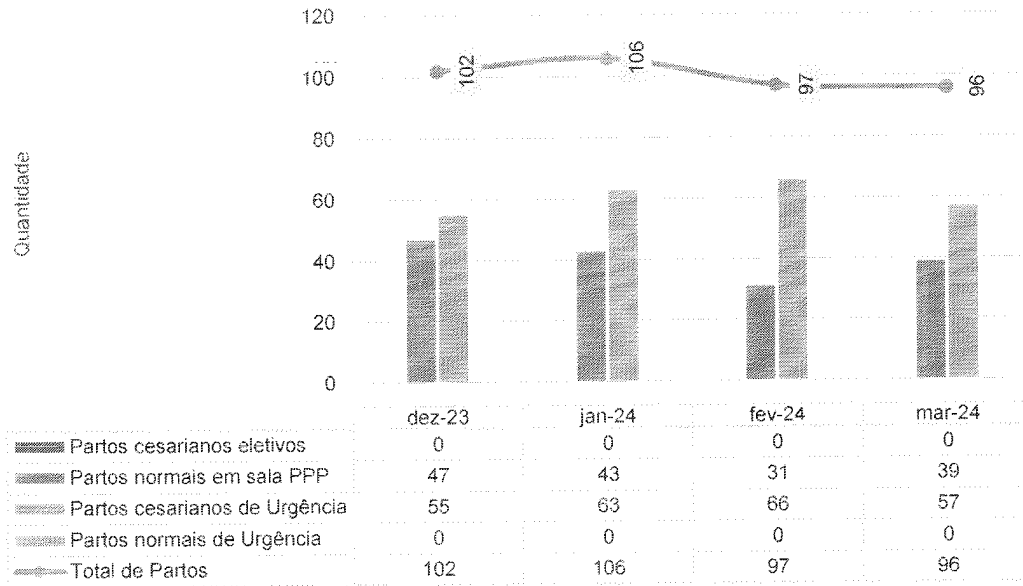 120
100
80
60
40
20
0
Quantidade
102
106
97
96
dez-23 jan-24 fev-24 mar-24
Partos cesarianos eletivos 0 0 0 0
Partos normais em sala PPP 47 43 31 39
Partos cesarianos de Urgência 55 63 66 57
Partos normais de Urgência 0 0 0 0
Total de Partos 102 106 97 96